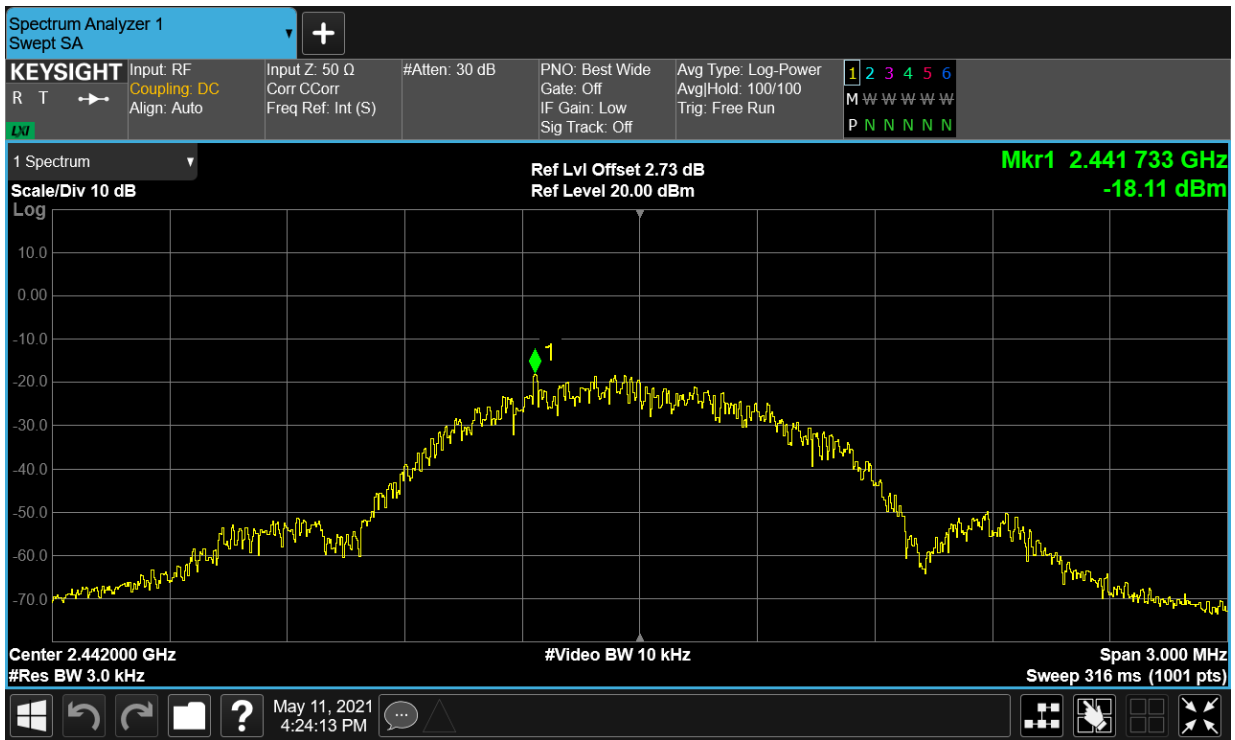 Spectrum Analyzer 1
Swept SA
+
KEYSIGHT
R T
LXI
Input: RF
Coupling: DC
Align: Auto
Input Z: 50 Ω
Corr CCorr
Freq Ref: Int (S)
#Atten: 30 dB
PNO: Best Wide
Gate: Off
IF Gain: Low
Sig Track: Off
Avg Type: Log-Power
Avg|Hold: 100/100
Trig: Free Run
1 2 3 4 5 6
M W W W W W
P N N N N N
1 Spectrum
Scale/Div 10 dB
Log
Ref Lvl Offset 2.73 dB
Ref Level 20.00 dBm
Mkr1 2.441 733 GHz
-18.11 dBm
10.0
0.00
-10.0
-20.0
-30.0
-40.0
-50.0
-60.0
-70.0
1
Center 2.442000 GHz
#Res BW 3.0 kHz
#Video BW 10 kHz
Span 3.000 MHz
Sweep 316 ms (1001 pts)
?
May 11, 2021
4:24:13 PM